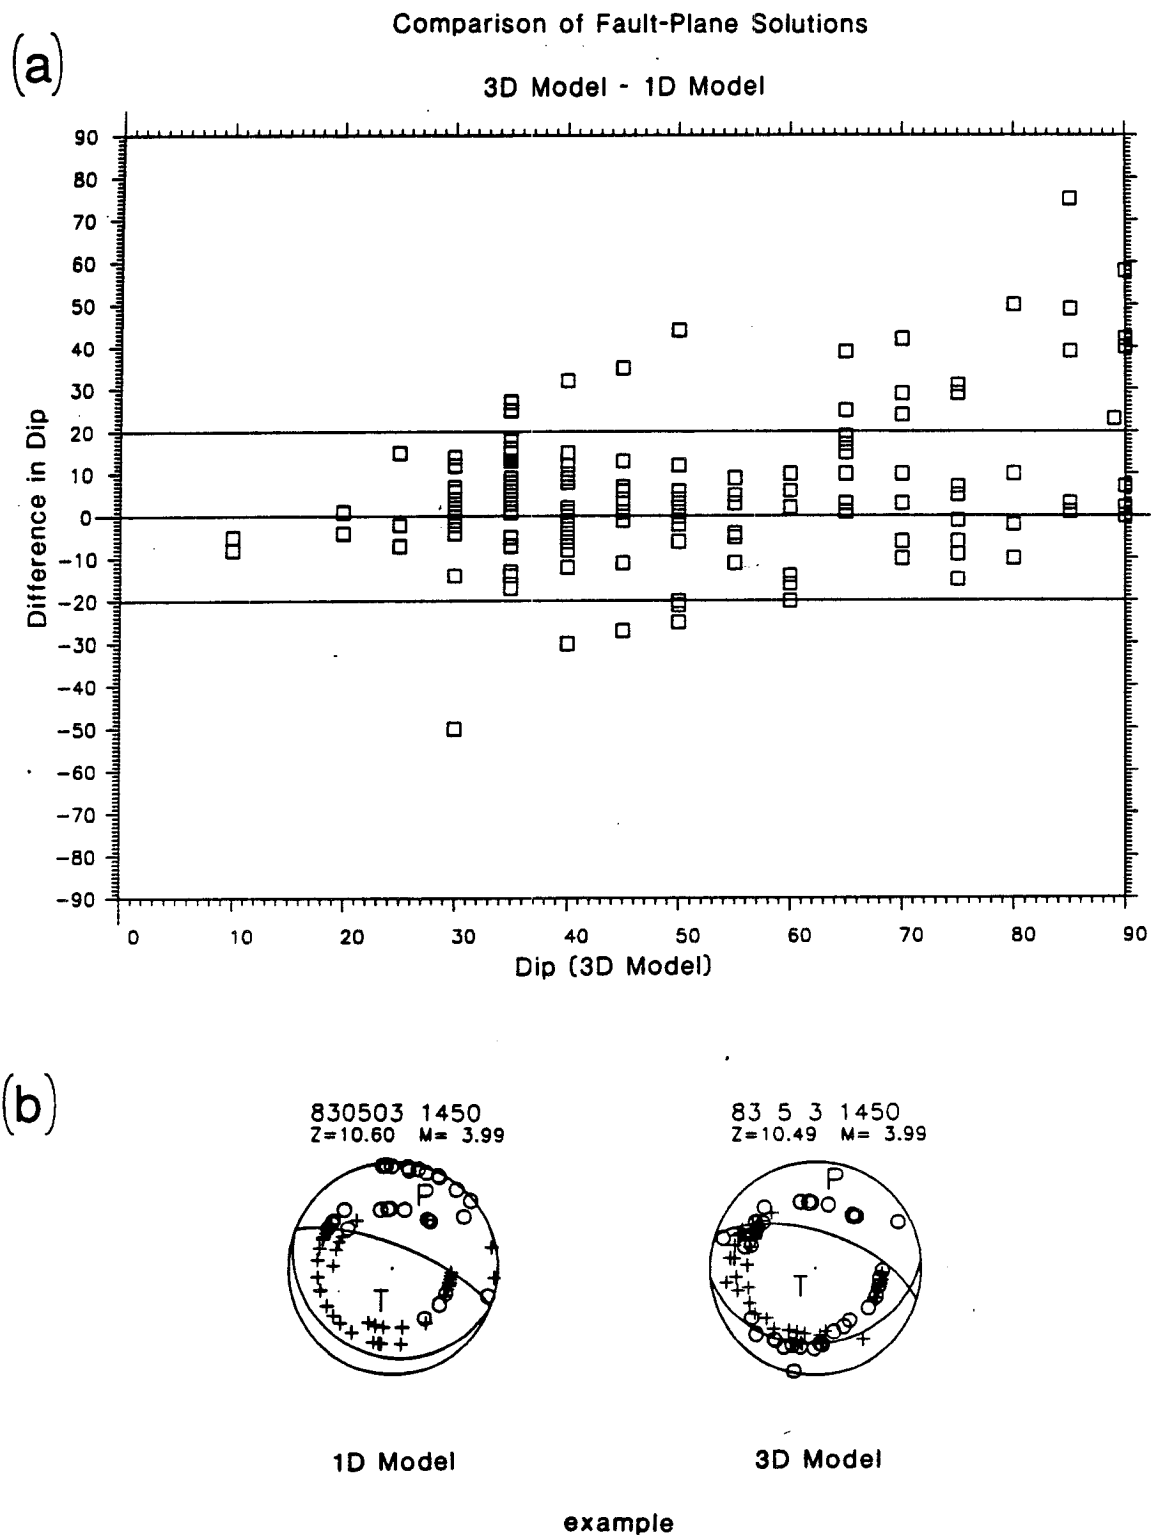 Comparison of Fault-Plane Solutions
(a)
3D Model - 1D Model
90
80
70
60
50
40
30
20
10
0
-10
-20
-30
-40
-50
-60
-70
-80
-90
Difference in Dip
0 10 20 30 40 50 60 70 80 90
Dip (3D Model)
(b)
830503 1450
Z=10.60 M= 3.99
P
T
1D Model
83 5 3 1450
Z=10.49 M= 3.99
P
T
3D Model
example